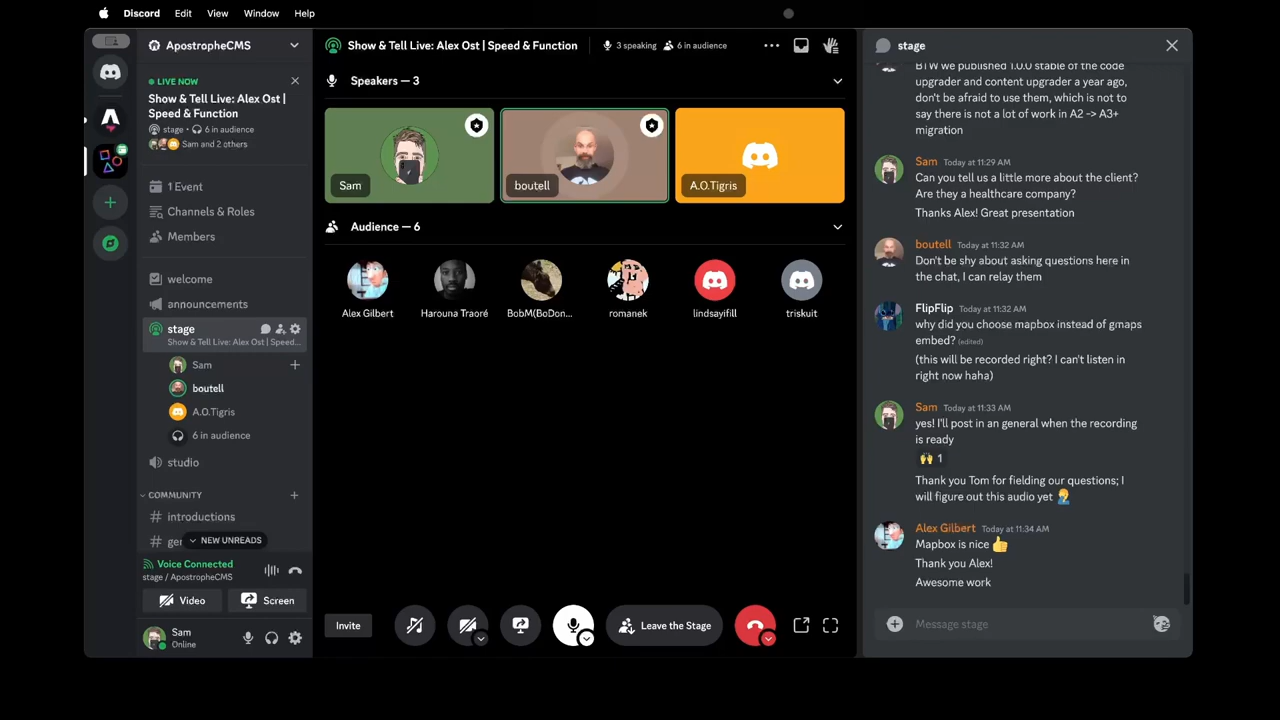 Discord Edit View Window Help
ApostropheCMS
LIVE NOW
Show & Tell Live: Alex Ost |
Speed & Function
stage • 6 in audience
Sam and 2 others
1 Event
Channels & Roles
Members
welcome
announcements
stage
Show & Tell Live: Alex Ost | Speed...
Sam
boutell
A.O.Tigris
6 in audience
studio
COMMUNITY
introductions
ger
NEW UNREADS
Voice Connected
stage / ApostropheCMS
Video
Screen
Sam
Online
Show & Tell Live: Alex Ost | Speed & Function
3 speaking
6 in audience
Speakers — 3
Sam
boutell
A.O.Tigris
Audience — 6
Alex Gilbert
Harouna Traoré
BobM(BoDon...
romanek
lindsayifill
triskuit
Invite
Leave the Stage
stage
BTW we published 1.0.0 stable of the code
upgrader and content upgrader a year ago,
don't be afraid to use them, which is not to
say there is not a lot of work in A2 -> A3+
migration
Sam Today at 11:29 AM
Can you tell us a little more about the client?
Are they a healthcare company?
Thanks Alex! Great presentation
boutell Today at 11:32 AM
Don't be shy about asking questions here in
the chat, I can relay them
FlipFlip Today at 11:32 AM
why did you choose mapbox instead of gmaps
embed? (edited)
(this will be recorded right? I can't listen in
right now haha)
Sam Today at 11:33 AM
yes! I'll post in an general when the recording
is ready
🙌 1
Thank you Tom for fielding our questions; I
will figure out this audio yet 🤦‍♂️
Alex Gilbert Today at 11:34 AM
Mapbox is nice 👍
Thank you Alex!
Awesome work
Message stage